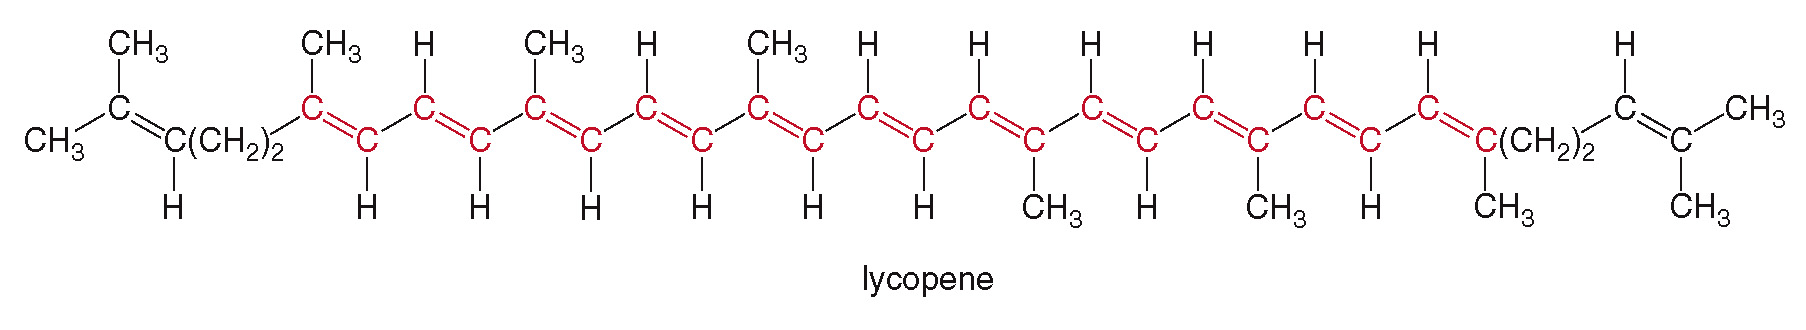 CH₃ CH₃ H CH₃ H CH₃ H H H H H H H
C C C C C C C C C C C C C CH₃
CH₃ C(CH₂)₂ C C C C C C C C C C C(CH₂)₂ C
H H H H H H H CH₃ H CH₃ H CH₃ CH₃
lycopene